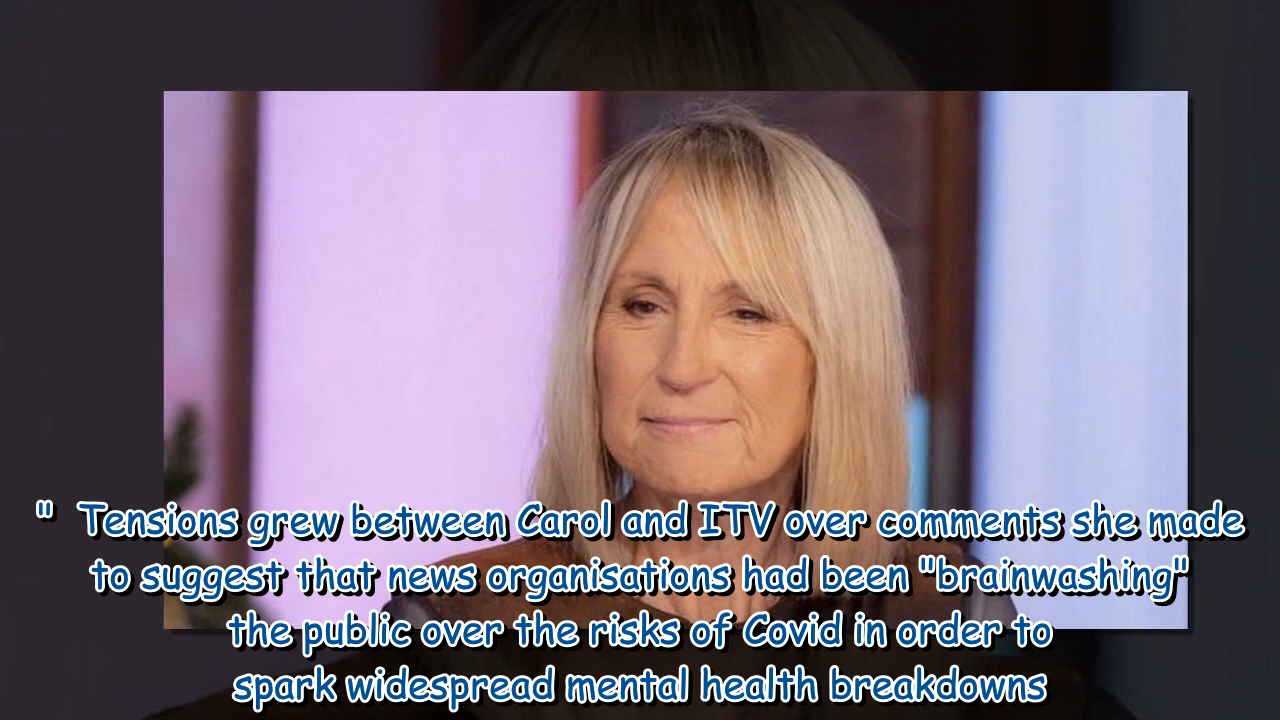 " Tensions grew between Carol and ITV over comments she made
to suggest that news organisations had been "brainwashing"
the public over the risks of Covid in order to
spark widespread mental health breakdowns